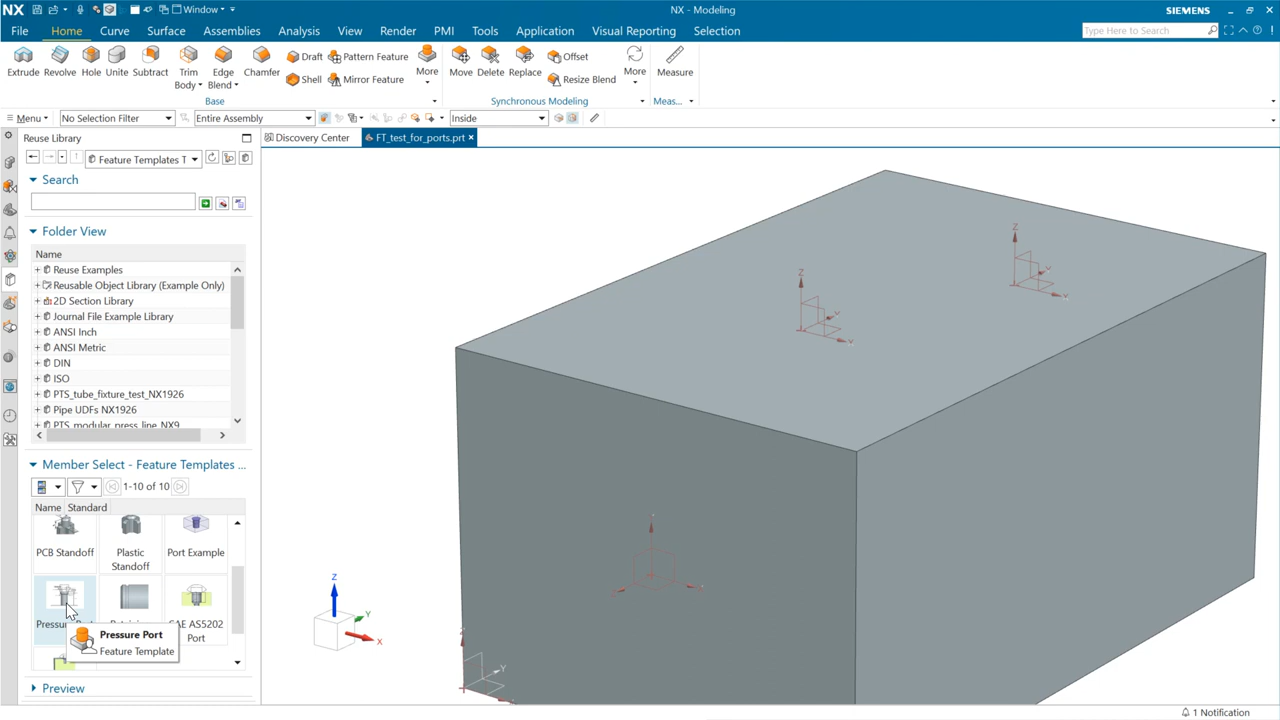 NX
Window
NX - Modeling
SIEMENS
File Home Curve Surface Assemblies Analysis View Render PMI Tools Application Visual Reporting Selection
Type Here to Search
Extrude Revolve Hole Unite Subtract Trim Body Edge Blend Chamfer Draft Shell Pattern Feature Mirror Feature More
Move Delete Replace Offset Resize Blend More Measure
Base Synchronous Modeling Meas...
Menu No Selection Filter Entire Assembly Inside
Reuse Library
Discovery Center FT_test_for_ports.prt
Feature Templates T
Search
Folder View
Name
Reuse Examples
Reusable Object Library (Example Only)
2D Section Library
Journal File Example Library
ANSI Inch
ANSI Metric
DIN
ISO
PTS_tube_fixture_test_NX1926
Pipe UDFs NX1926
PTS_modular_press_line_NX9
Member Select - Feature Templates ...
1-10 of 10
Name Standard
PCB Standoff Plastic Standoff Port Example
SAE AS5202 Port
Pressure Port
Feature Template
Preview
Z
Y
X
Z
Y
Z
Z
Y
1 Notification